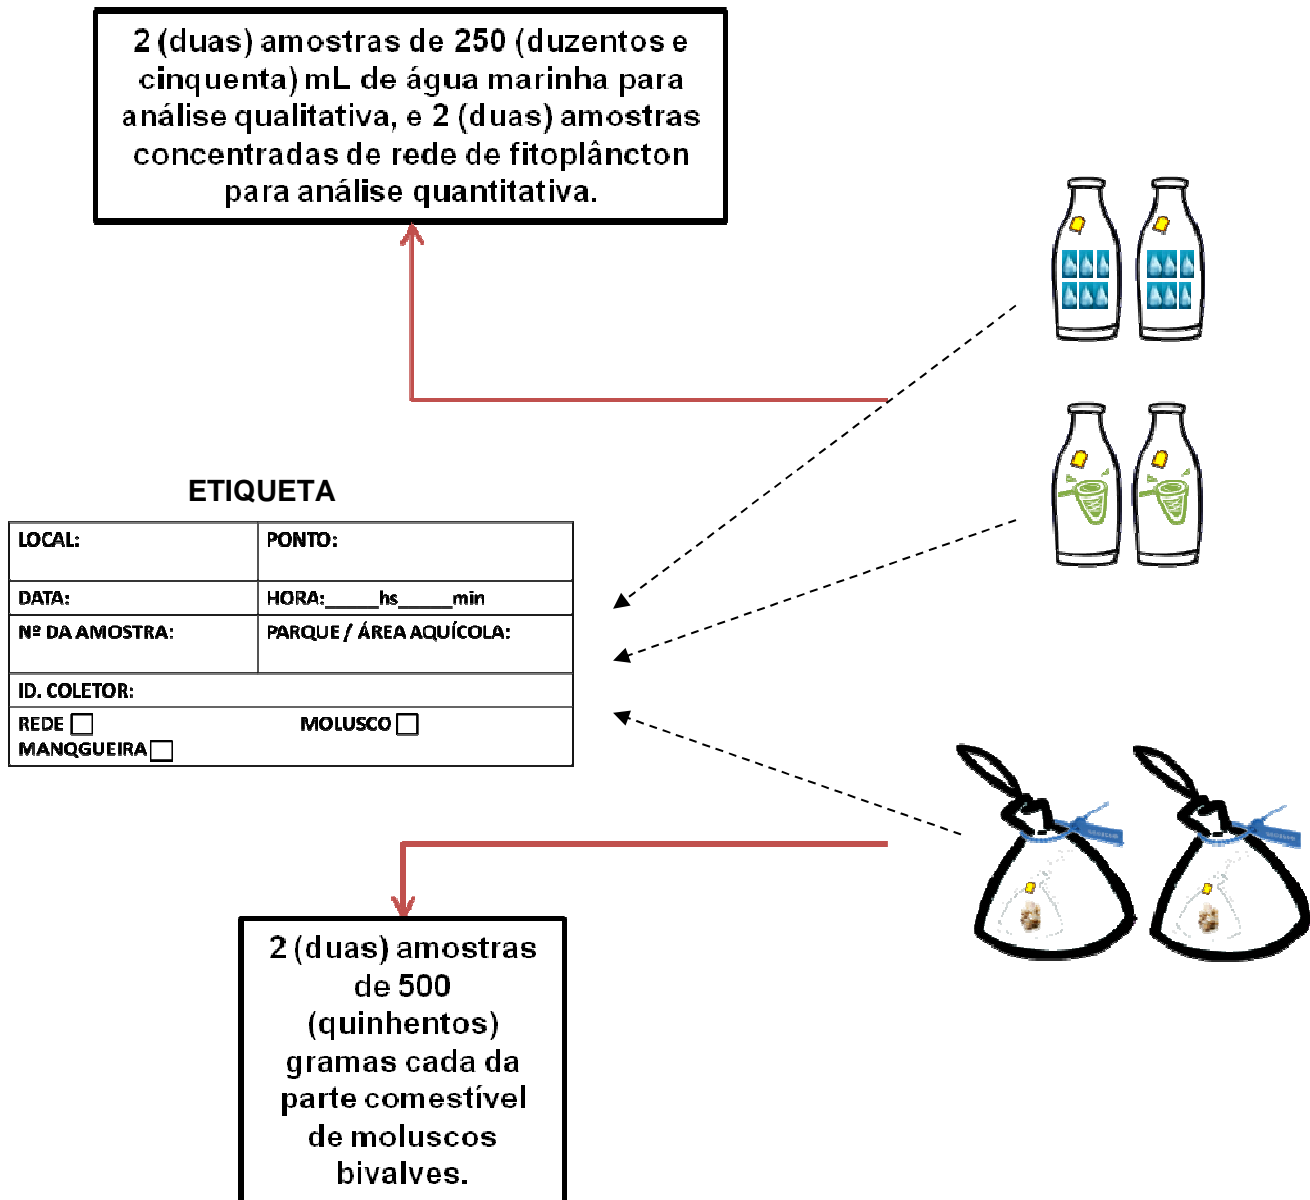 2 (duas) amostras de 250 (duzentos e
cinquenta) mL de água marinha para
análise qualitativa, e 2 (duas) amostras
concentradas de rede de fitoplâncton
para análise quantitativa.
ETIQUETA
LOCAL: PONTO:
DATA: HORA:_____hs_____min
Nº DA AMOSTRA: PARQUE / ÁREA AQUÍCOLA:
ID. COLETOR:
REDE MOLUSCO
MANQGUEIRA
2 (duas) amostras
de 500
(quinhentos)
gramas cada da
parte comestível
de moluscos
bivalves.